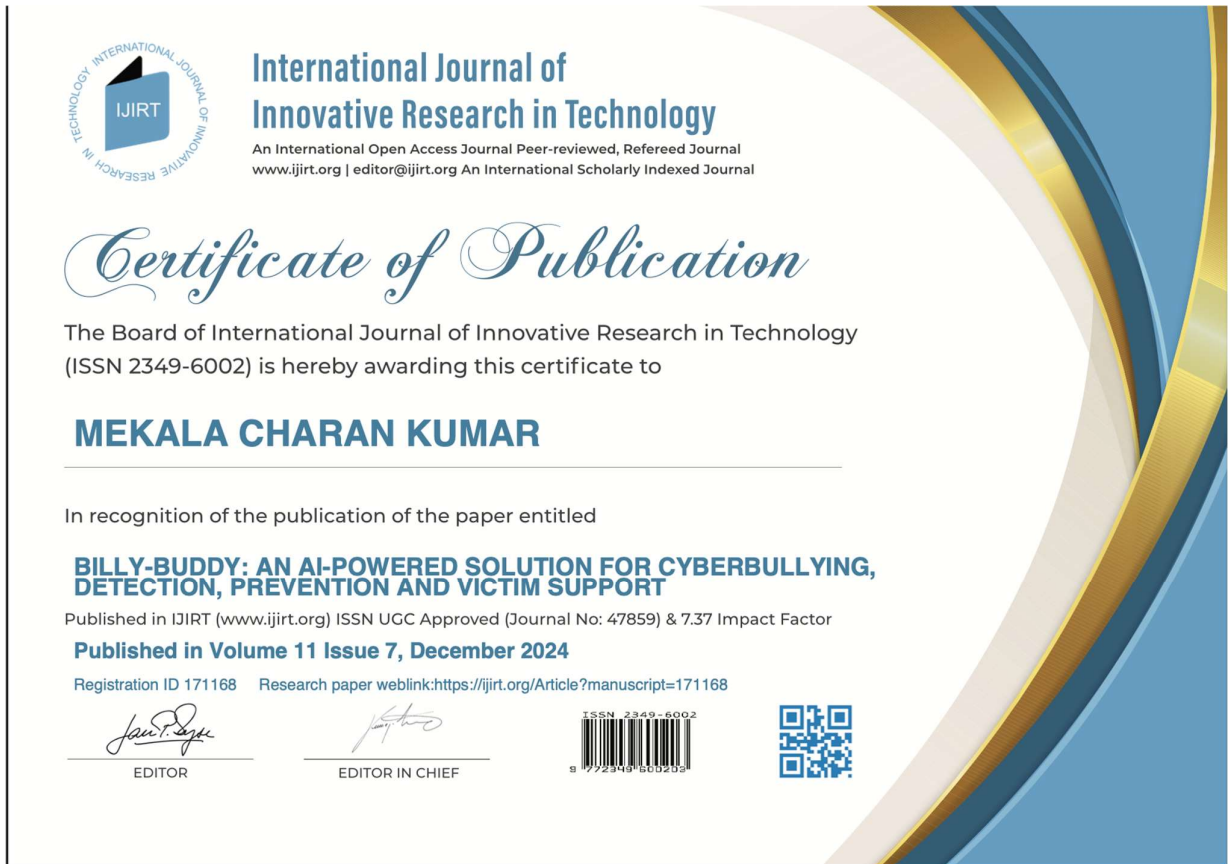 INTERNATIONAL JOURNAL OF INNOVATIVE RESEARCH IN TECHNOLOGY
IJIRT
International Journal of
Innovative Research in Technology
An International Open Access Journal Peer-reviewed, Refereed Journal
www.ijirt.org | editor@ijirt.org An International Scholarly Indexed Journal
Certificate of Publication
The Board of International Journal of Innovative Research in Technology
(ISSN 2349-6002) is hereby awarding this certificate to
MEKALA CHARAN KUMAR
In recognition of the publication of the paper entitled
BILLY-BUDDY: AN AI-POWERED SOLUTION FOR CYBERBULLYING,
DETECTION, PREVENTION AND VICTIM SUPPORT
Published in IJIRT (www.ijirt.org) ISSN UGC Approved (Journal No: 47859) & 7.37 Impact Factor
Published in Volume 11 Issue 7, December 2024
Registration ID 171168 Research paper weblink:https://ijirt.org/Article?manuscript=171168
EDITOR
EDITOR IN CHIEF
ISSN 2349-6002
9 772349 600203